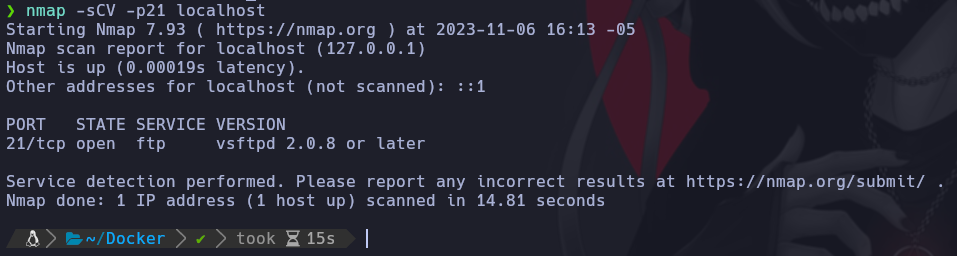 ❯ nmap -sCV -p21 localhost
Starting Nmap 7.93 ( https://nmap.org ) at 2023-11-06 16:13 -05
Nmap scan report for localhost (127.0.0.1)
Host is up (0.00019s latency).
Other addresses for localhost (not scanned): ::1
PORT   STATE SERVICE VERSION
21/tcp open  ftp     vsftpd 2.0.8 or later
Service detection performed. Please report any incorrect results at https://nmap.org/submit/ .
Nmap done: 1 IP address (1 host up) scanned in 14.81 seconds
~/Docker ✔ took 15s